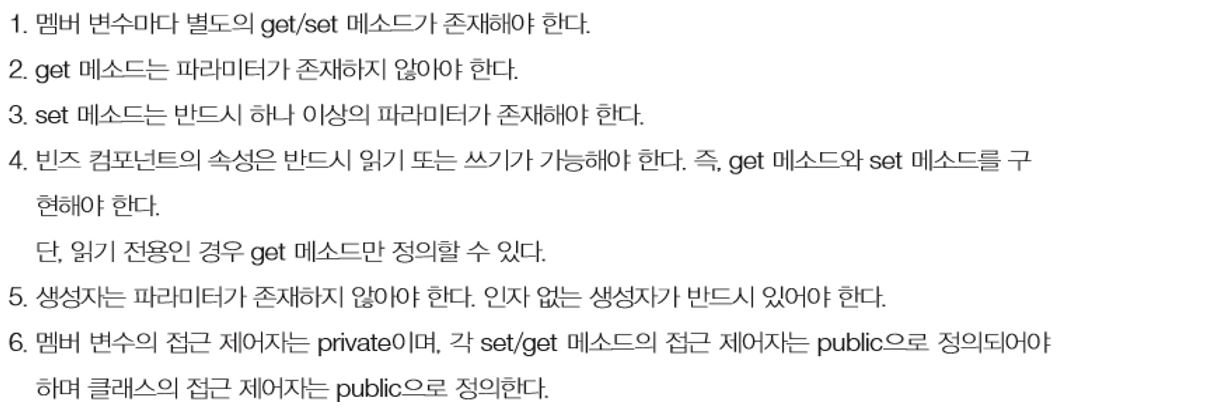 1. 멤버 변수마다 별도의 get/set 메소드가 존재해야 한다.
2. get 메소드는 파라미터가 존재하지 않아야 한다.
3. set 메소드는 반드시 하나 이상의 파라미터가 존재해야 한다.
4. 빈즈 컴포넌트의 속성은 반드시 읽기 또는 쓰기가 가능해야 한다. 즉, get 메소드와 set 메소드를 구
현해야 한다.
단, 읽기 전용인 경우 get 메소드만 정의할 수 있다.
5. 생성자는 파라미터가 존재하지 않아야 한다. 인자 없는 생성자가 반드시 있어야 한다.
6. 멤버 변수의 접근 제어자는 private이며, 각 set/get 메소드의 접근 제어자는 public으로 정의되어야
하며 클래스의 접근 제어자는 public으로 정의한다.